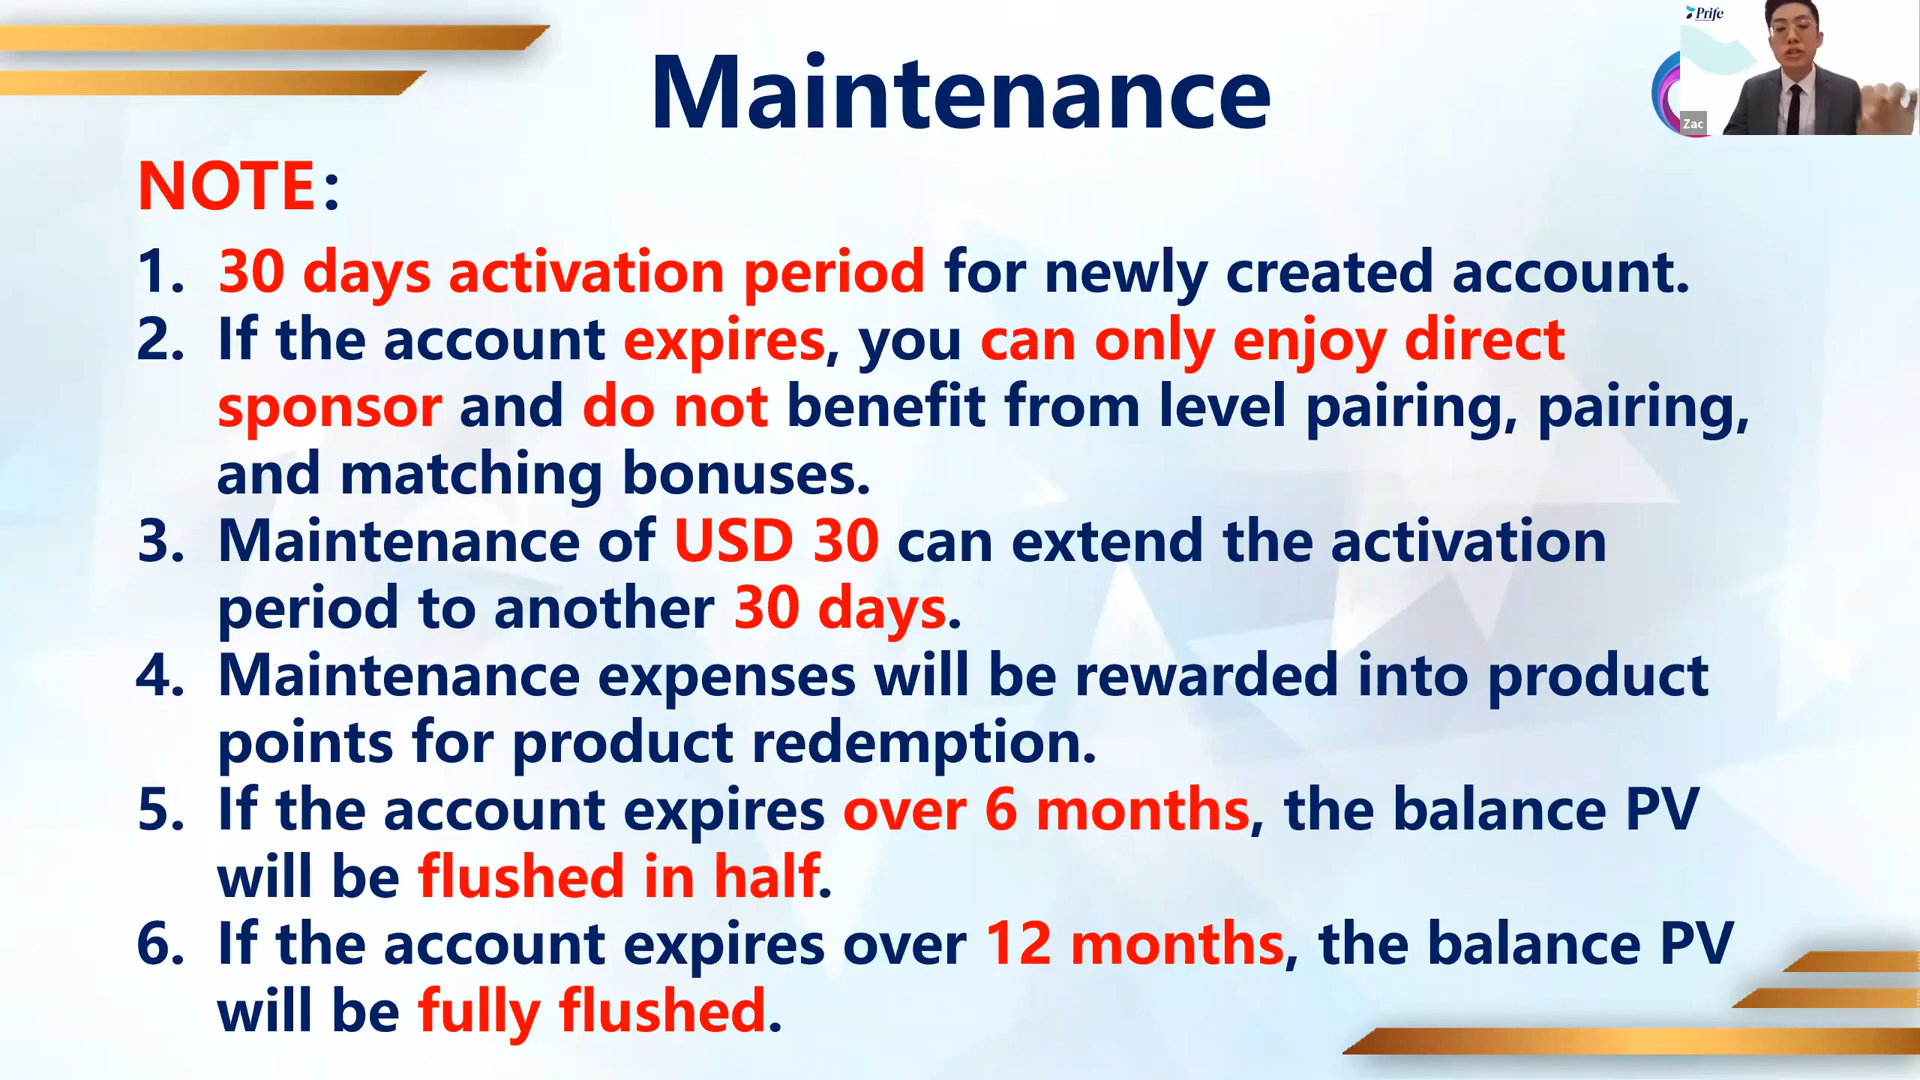 Prife
Maintenance
Zac
NOTE:
1. 30 days activation period for newly created account.
2. If the account expires, you can only enjoy direct
sponsor and do not benefit from level pairing, pairing,
and matching bonuses.
3. Maintenance of USD 30 can extend the activation
period to another 30 days.
4. Maintenance expenses will be rewarded into product
points for product redemption.
5. If the account expires over 6 months, the balance PV
will be flushed in half.
6. If the account expires over 12 months, the balance PV
will be fully flushed.